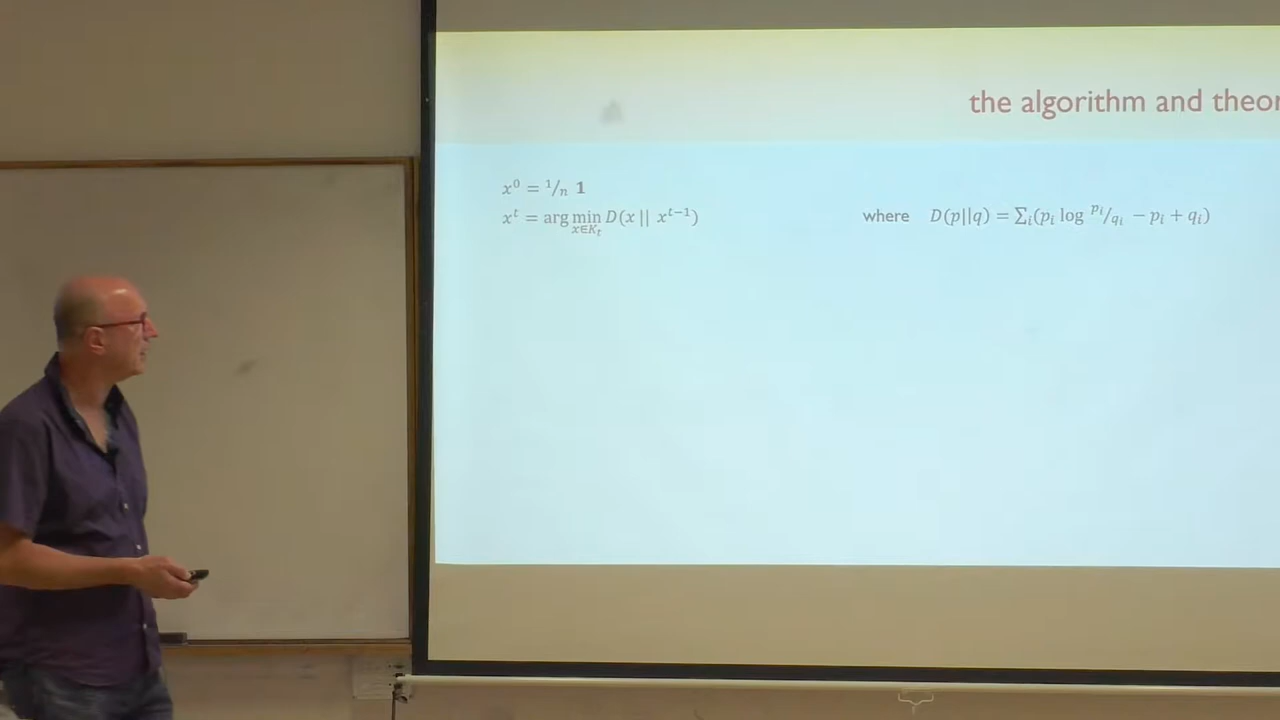 the algorithm and theor
x⁰ = ¹/ₙ 𝟏
xᵗ = arg min_{x∈Kₜ} D(x || xᵗ⁻¹) where D(p||q) = ∑ᵢ(pᵢ log ᵖⁱ/qᵢ − pᵢ + qᵢ)